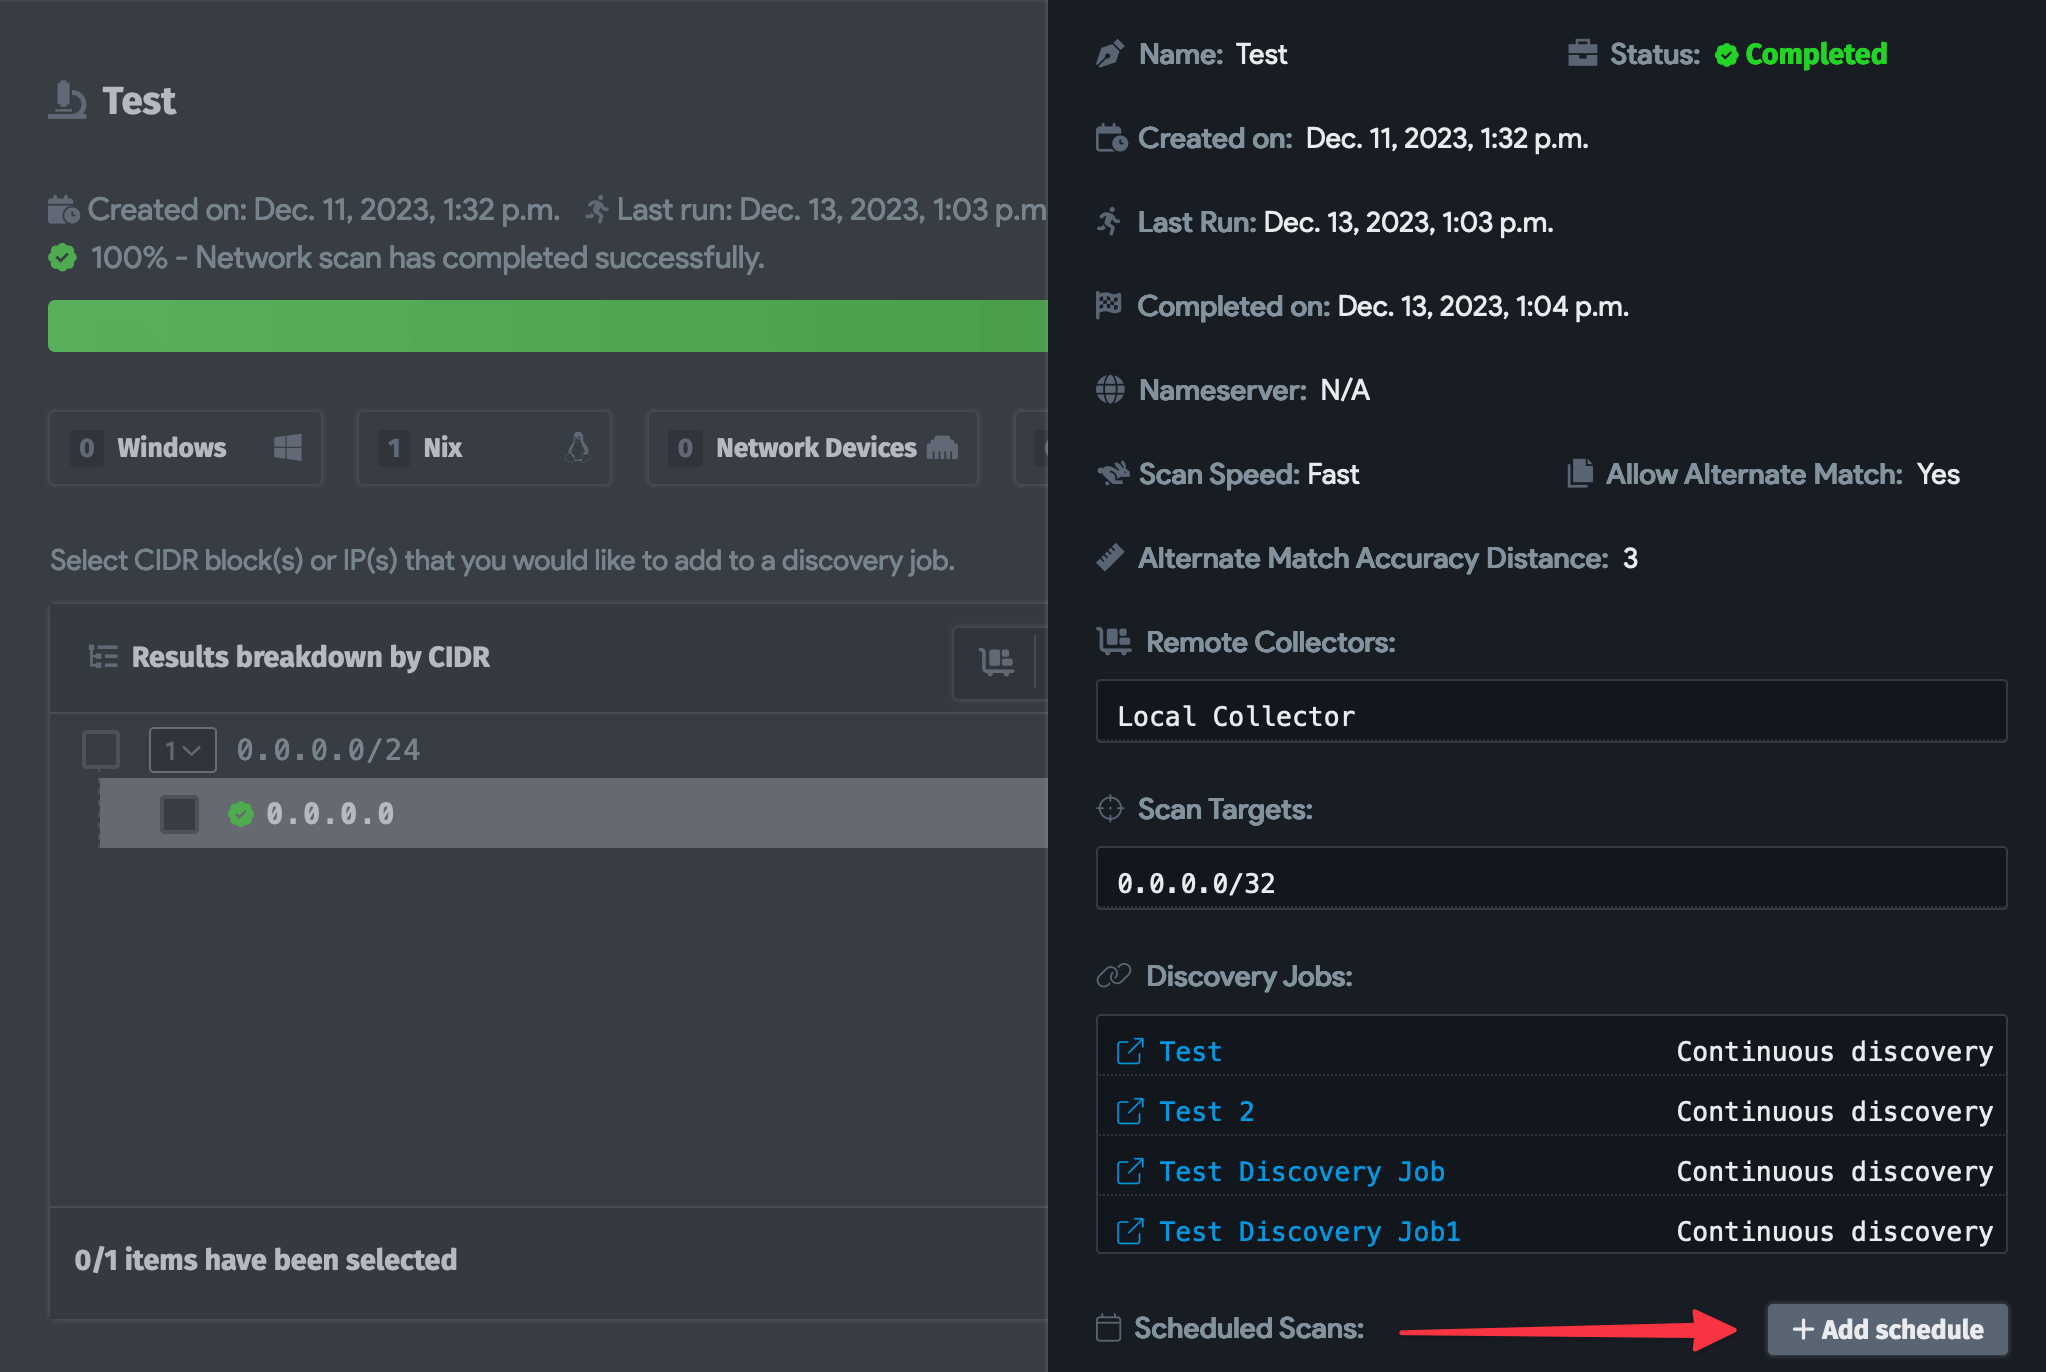 Test
Created on: Dec. 11, 2023, 1:32 p.m. Last run: Dec. 13, 2023, 1:03 p.m
100% - Network scan has completed successfully.
0 Windows 1 Nix 0 Network Devices
Select CIDR block(s) or IP(s) that you would like to add to a discovery job.
Results breakdown by CIDR
1 0.0.0.0/24
0.0.0.0
0/1 items have been selected
Name: Test Status: Completed
Created on: Dec. 11, 2023, 1:32 p.m.
Last Run: Dec. 13, 2023, 1:03 p.m.
Completed on: Dec. 13, 2023, 1:04 p.m.
Nameserver: N/A
Scan Speed: Fast Allow Alternate Match: Yes
Alternate Match Accuracy Distance: 3
Remote Collectors:
Local Collector
Scan Targets:
0.0.0.0/32
Discovery Jobs:
Test Continuous discovery
Test 2 Continuous discovery
Test Discovery Job Continuous discovery
Test Discovery Job1 Continuous discovery
Scheduled Scans: + Add schedule